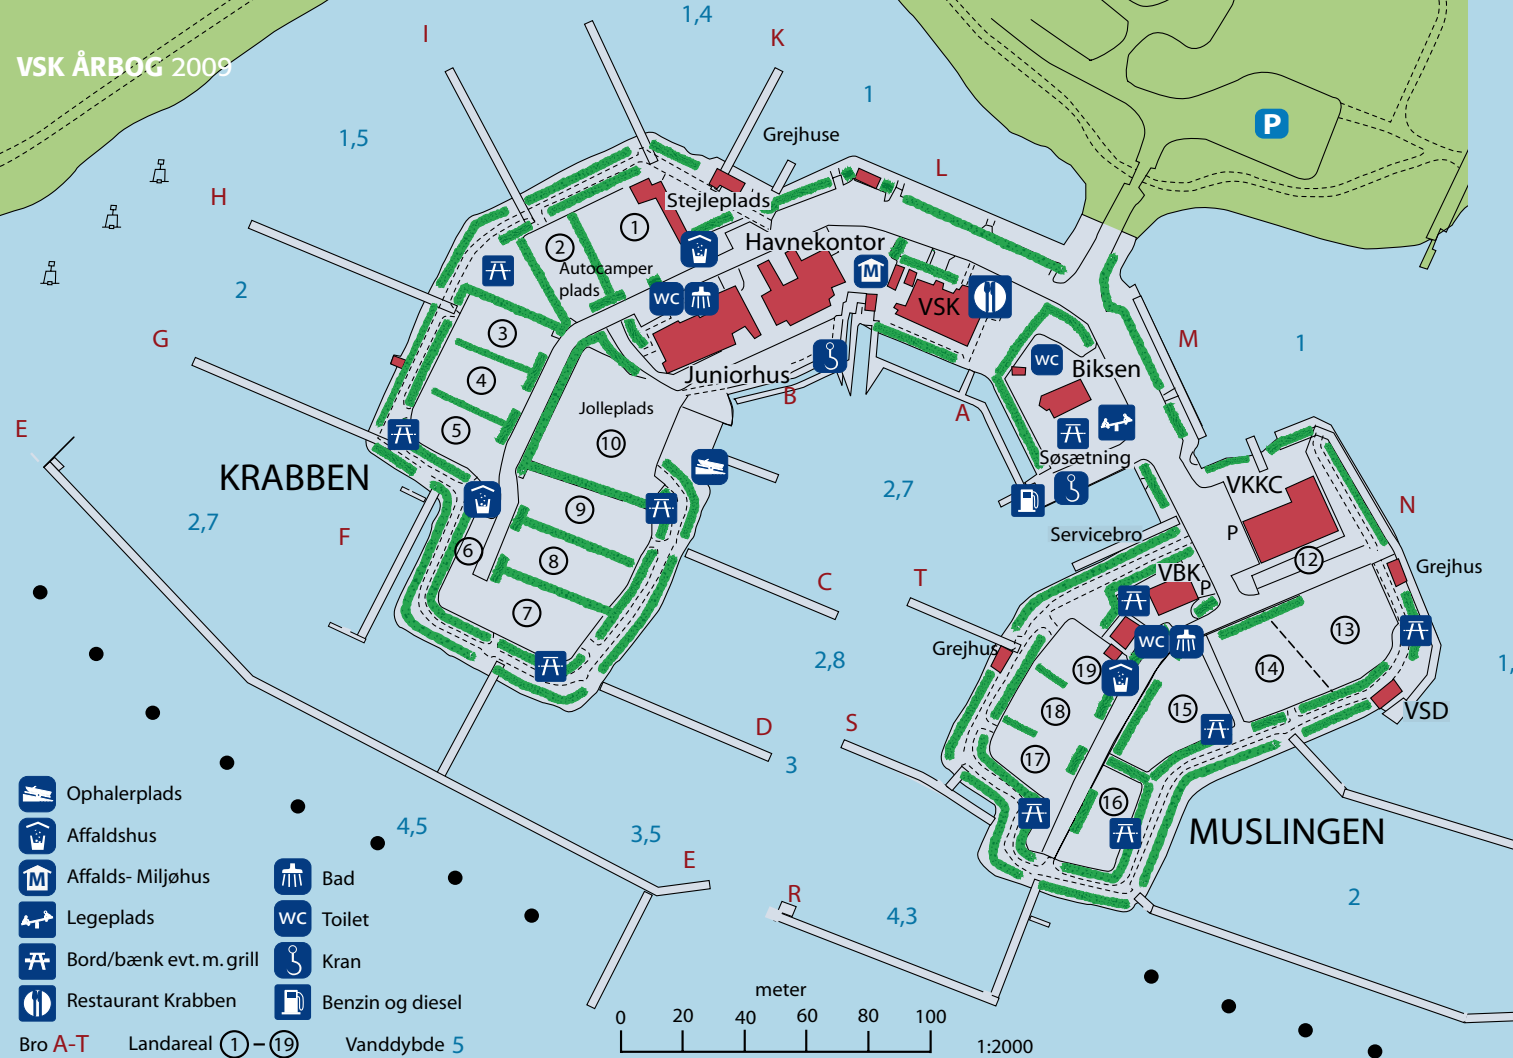 VSK ÅRBOG 2009
I
1,4
K
1
P
1,5
Grejhuse
L
H
Stejleplads
1
2
Havnekontor
M
Autocamper
plads
2
WC
VSK
G
3
M
1
WC
Biksen
Juniorhus
B
4
A
Jolleplads
E
5
10
Søsætning
KRABBEN
2,7
VKKC
N
2,7
9
F
Servicebro
P
6
8
12
VBK
Grejhus
P
C
T
7
13
WC
Grejhus
2,8
19
14
1,
18
15
VSD
D
S
3
17
16
Ophalerplads
MUSLINGEN
Affaldshus
4,5
3,5
E
M
Affalds- Miljøhus
Bad
R
2
Legeplads
WC
Toilet
4,3
Bord/bænk evt. m. grill
Kran
Restaurant Krabben
Benzin og diesel
meter
0 20 40 60 80 100
Bro A-T Landareal 1 – 19 Vanddybde 5
1:2000